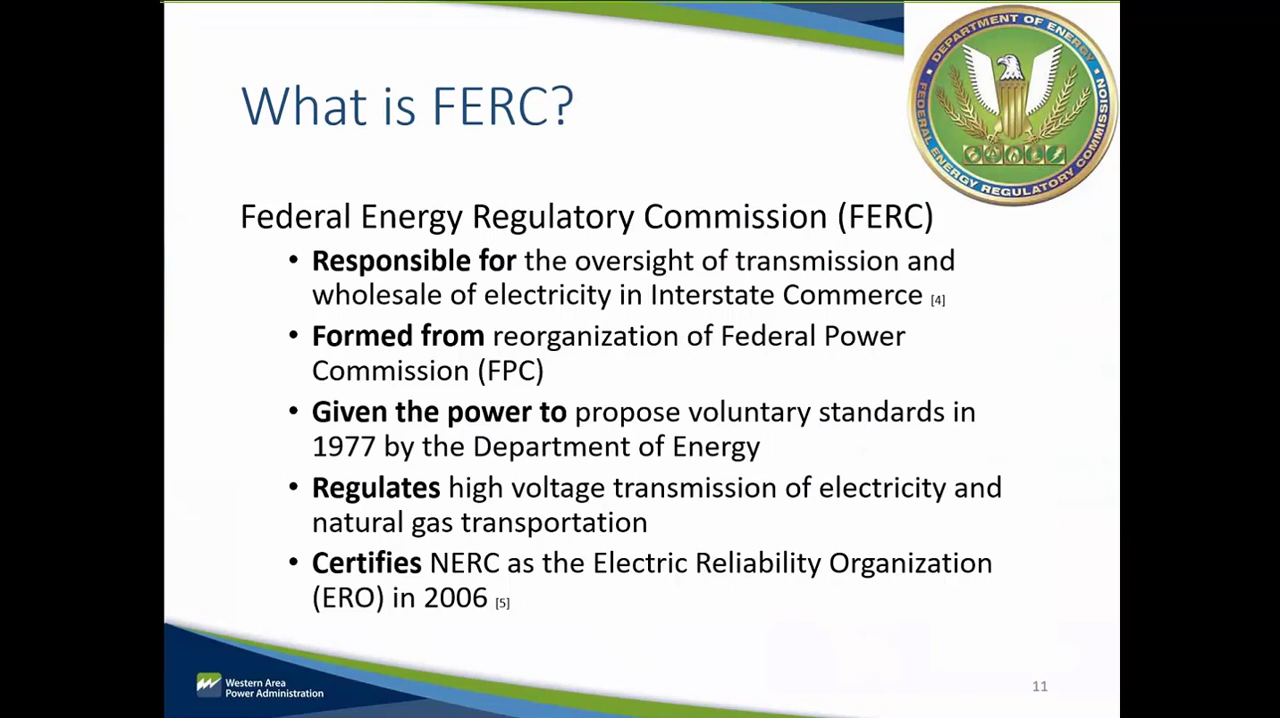 What is FERC?
DEPARTMENT OF ENERGY
FEDERAL ENERGY REGULATORY COMMISSION
Federal Energy Regulatory Commission (FERC)
• Responsible for the oversight of transmission and
wholesale of electricity in Interstate Commerce [4]
• Formed from reorganization of Federal Power
Commission (FPC)
• Given the power to propose voluntary standards in
1977 by the Department of Energy
• Regulates high voltage transmission of electricity and
natural gas transportation
• Certifies NERC as the Electric Reliability Organization
(ERO) in 2006 [5]
Western Area
Power Administration
11